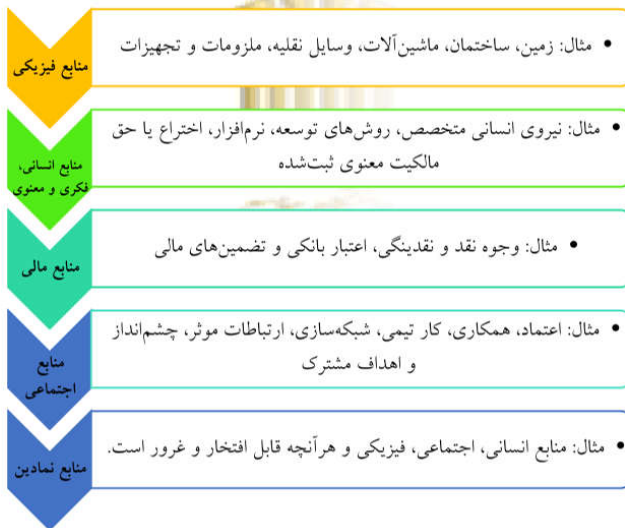 منابع فیزیکی
• مثال: زمین، ساختمان، ماشین‌آلات، وسایل نقلیه، ملزومات و تجهیزات
منابع انسانی،
فکری و معنوی
• مثال: نیروی انسانی متخصص، روش‌های توسعه، نرم‌افزار، اختراع یا حق
مالکیت معنوی ثبت‌شده
منابع مالی
• مثال: وجوه نقد و نقدینگی، اعتبار بانکی و تضمین‌های مالی
منابع
اجتماعی
• مثال: اعتماد، همکاری، کار تیمی، شبکه‌سازی، ارتباطات موثر، چشم‌انداز
و اهداف مشترک
منابع نمادین
• مثال: منابع انسانی، اجتماعی، فیزیکی و هرآنچه قابل افتخار و غرور است.